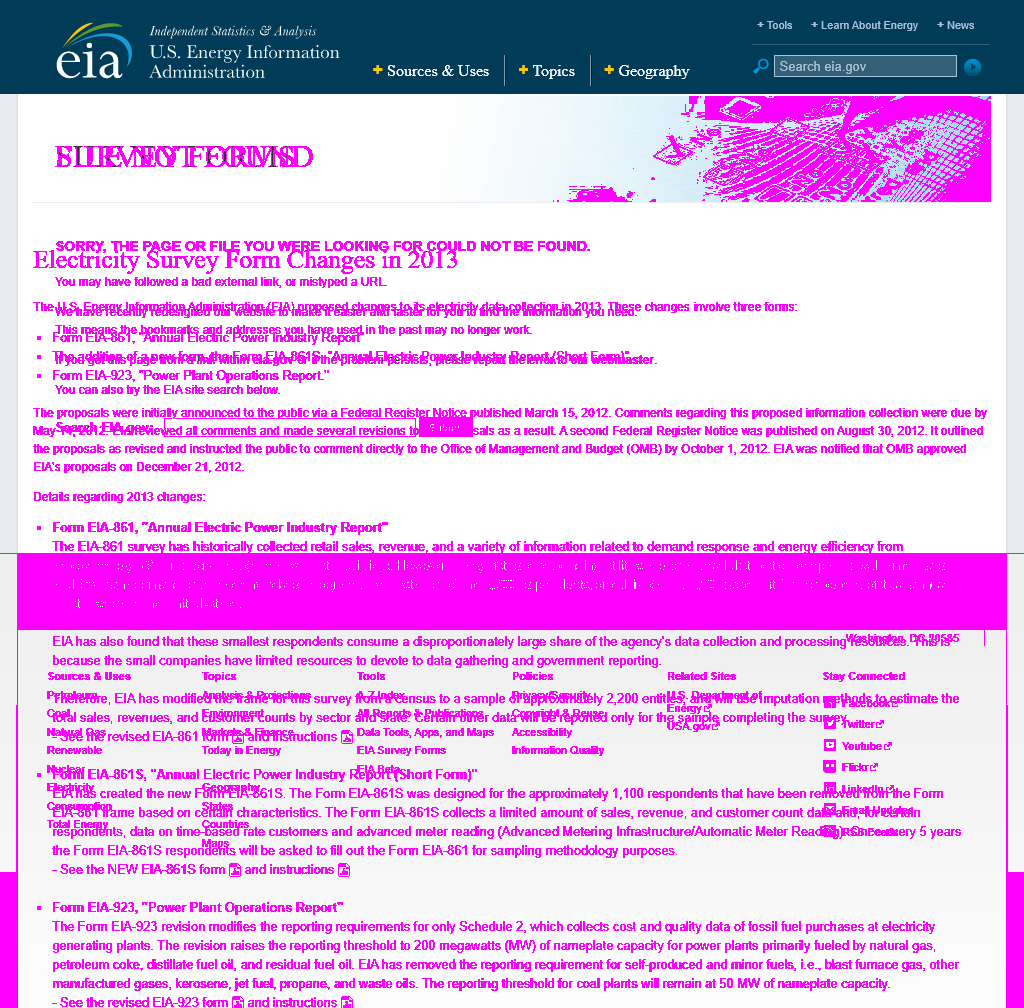 Independent Statistics & Analysis
eia U.S. Energy Information
Administration
+ Tools + Learn About Energy + News
+ Sources & Uses + Topics + Geography
Search eia.gov
SORRY, THE PAGE OR FILE YOU WERE LOOKING FOR COULD NOT BE FOUND.
Electricity Survey Form Changes in 2013
You may have followed a bad external link, or mistyped a URL.
The U.S. Energy Information Administration (EIA) proposed changes to its electricity data collection in 2013. These changes involve three forms:
We have recently redesigned our website to make it easier and faster for you to find the information you need.
This means the bookmarks and addresses you have used in the past may no longer work.
Form EIA-861, "Annual Electric Power Industry Report"
The addition of a new form, the Form EIA-861S, "Annual Electric Power Industry Report (Short Form)"
If you got this page from a link within eia.gov or if the problem persists, please report the error to our webmaster.
Form EIA-923, "Power Plant Operations Report."
You can also try the EIA site search below.
The proposals were initially announced to the public via a Federal Register Notice published March 15, 2012. Comments regarding this proposed information collection were due by
Search EIA.gov:
May 14, 2012. EIA reviewed all comments and made several revisions to as a result. A second Federal Register Notice was published on August 30, 2012. It outlined
the proposals as revised and instructed the public to comment directly to the Office of Management and Budget (OMB) by October 1, 2012. EIA was notified that OMB approved
EIA's proposals on December 21, 2012.
Details regarding 2013 changes:
Form EIA-861, "Annual Electric Power Industry Report"
The EIA-861 survey has historically collected retail sales, revenue, and a variety of information related to demand response and energy efficiency from
Washington, DC 20585
EIA has also found that these smallest respondents consume a disproportionately large share of the agency's data collection and processing resources. This is
because the small companies have limited resources to devote to data gathering and government reporting.
Sources & Uses Topics Tools Policies Related Sites Stay Connected
Petroleum Analysis & Projections A-Z Index Privacy/Security U.S. Department of Energy Facebook
Therefore, EIA has modified the frame for this survey from a census to a sample of approximately 2,200 entities, and will use imputation methods to estimate the
Coal Environment All Reports & Publications Copyright & Reuse
total sales, revenues, and customer counts by sector and state. Certain other data will be reported only for the sample completing the survey.
Natural Gas Markets & Finance Data Tools, Apps, and Maps Accessibility USA.gov Twitter
- See the revised EIA-861 form and instructions
Renewable Today in Energy EIA Survey Forms Information Quality Youtube
Nuclear EIA Beta Flickr
Form EIA-861S, "Annual Electric Power Industry Report (Short Form)"
Electricity Geography LinkedIn
EIA has created the new Form EIA-861S. The Form EIA-861S was designed for the approximately 1,100 respondents that have been removed from the Form
Consumption States Email Updates
EIA-861 frame based on certain characteristics. The Form EIA-861S collects a limited amount of sales, revenue, and customer count data and, for certain
Total Energy Countries RSS Feeds
respondents, data on time-based rate customers and advanced meter reading (Advanced Metering Infrastructure/Automatic Meter Reading). Once every 5 years
Maps
the Form EIA-861S respondents will be asked to fill out the Form EIA-861 for sampling methodology purposes.
- See the NEW EIA-861S form and instructions
Form EIA-923, "Power Plant Operations Report"
The Form EIA-923 revision modifies the reporting requirements for only Schedule 2, which collects cost and quality data of fossil fuel purchases at electricity
generating plants. The revision raises the reporting threshold to 200 megawatts (MW) of nameplate capacity for power plants primarily fueled by natural gas,
petroleum coke, distillate fuel oil, and residual fuel oil. EIA has removed the reporting requirement for self-produced and minor fuels, i.e., blast furnace gas, other
manufactured gases, kerosene, jet fuel, propane, and waste oils. The reporting threshold for coal plants will remain at 50 MW of nameplate capacity.
- See the revised EIA-923 form and instructions